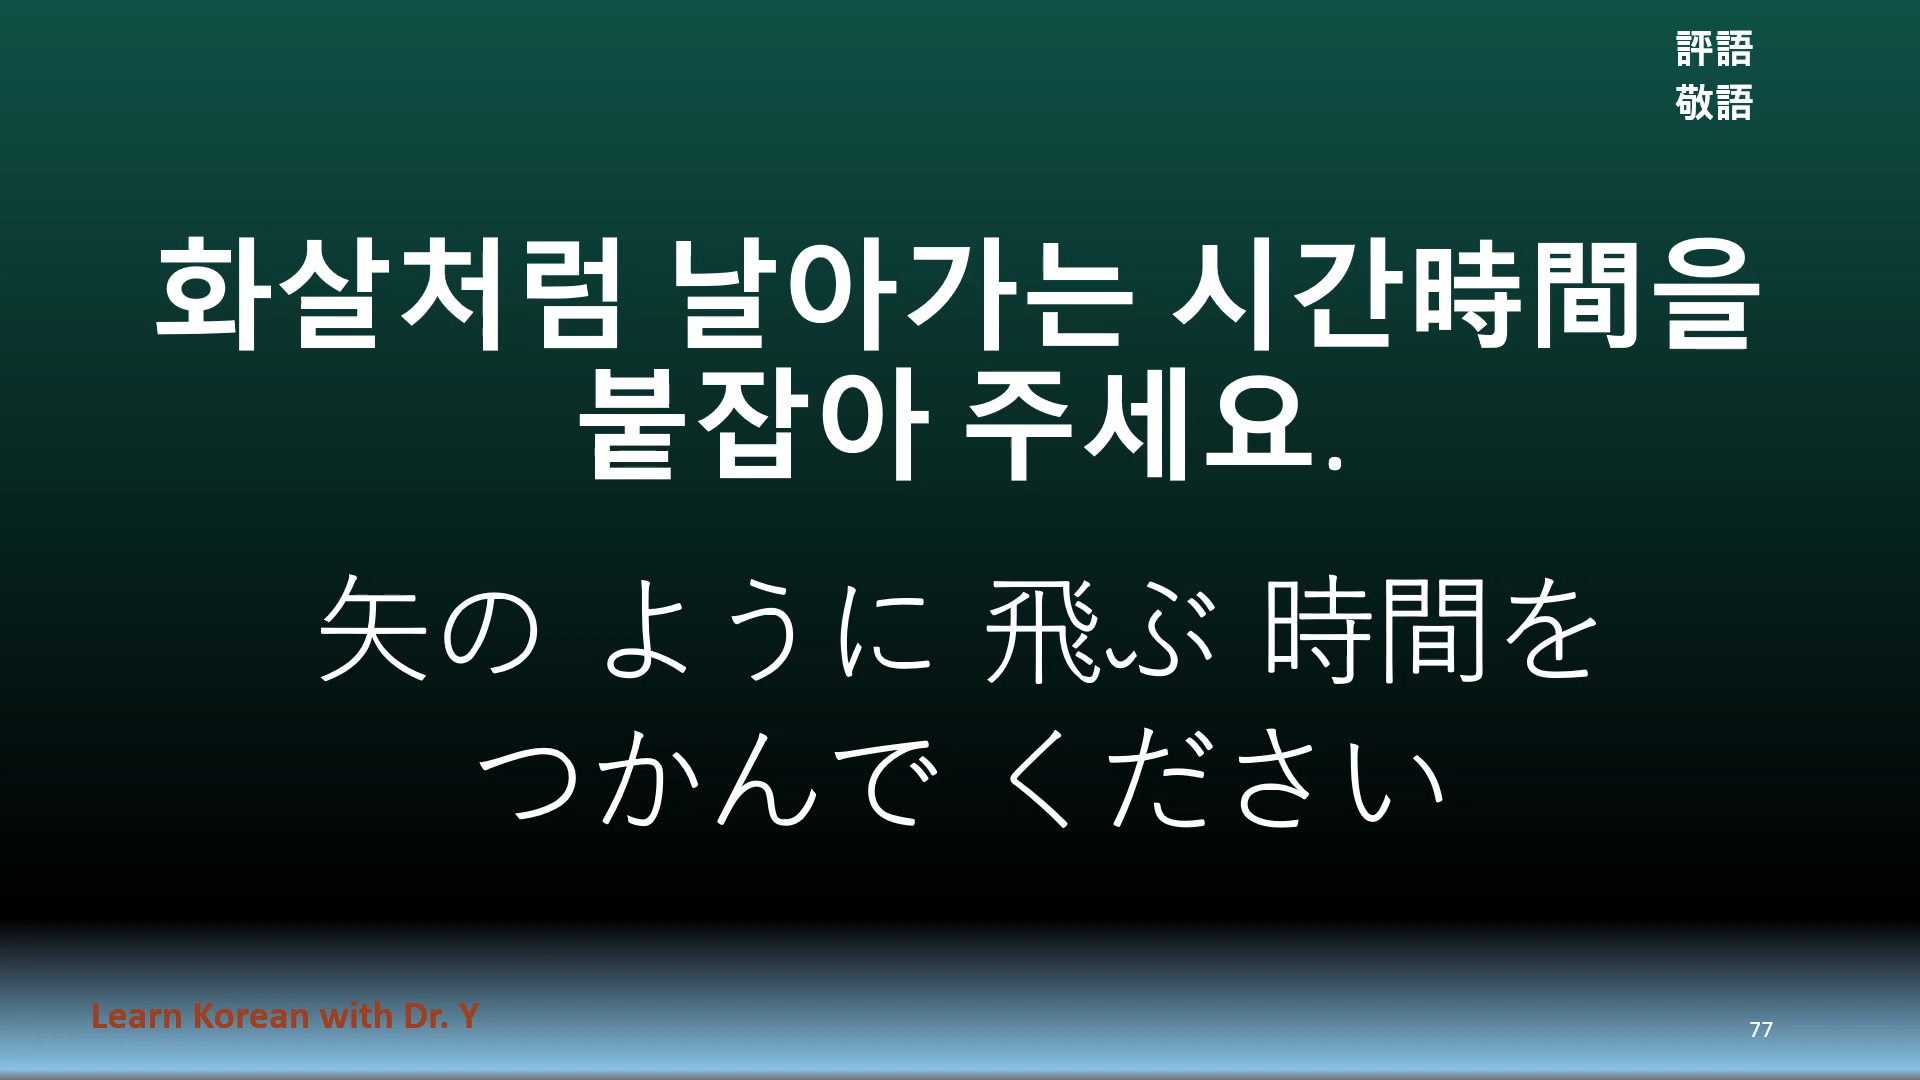 評語
敬語
화살처럼 날아가는 시간時間을
붙잡아 주세요.
矢の ように 飛ぶ 時間を
つかんで ください
Learn Korean with Dr. Y
77